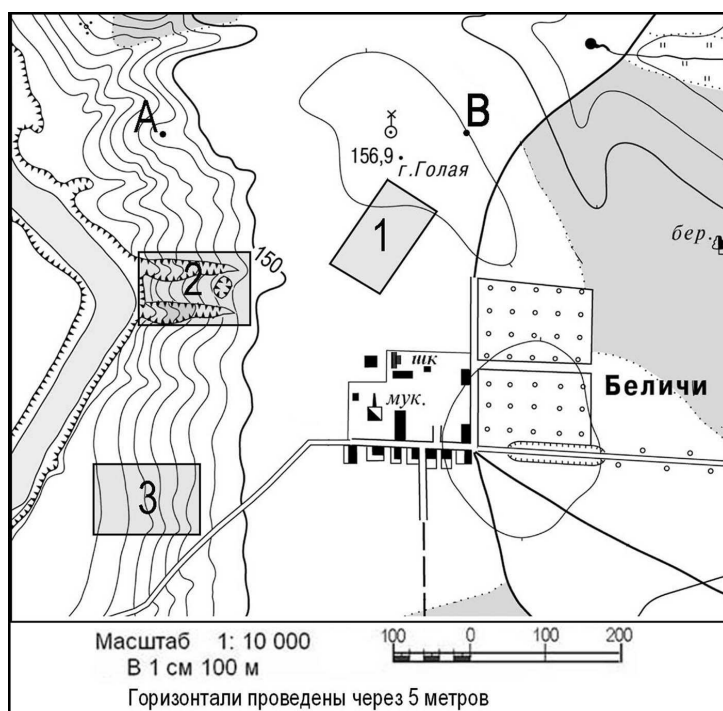 A
B
156,9
г.Голая
1
бер.
2
150
шк
Беличи
мук.
3
Масштаб 1: 10 000
В 1 см 100 м
100 0 100 200
Горизонтали проведены через 5 метров